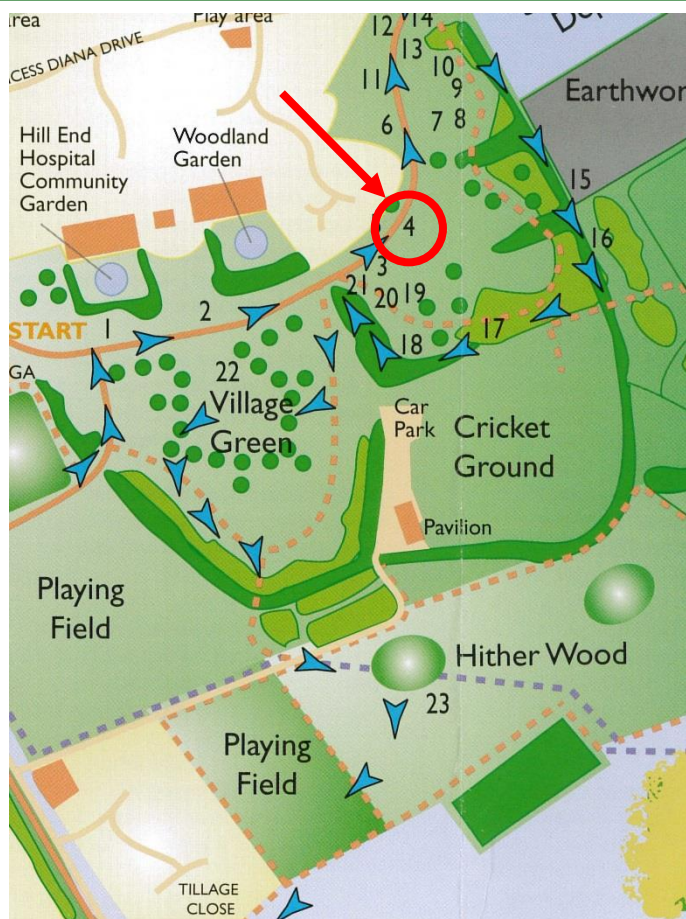 Play area
CESS DIANA DRIVE
12
14
13
10
11
9
8
7
6
Earthwor
Hill End
Hospital
Community
Garden
Woodland
Garden
4
15
16
3
21
20
19
2
START
1
17
18
GA
22
Village
Green
Car
Park
Cricket
Ground
Pavilion
Playing
Field
Hither Wood
23
Playing
Field
TILLAGE
CLOSE